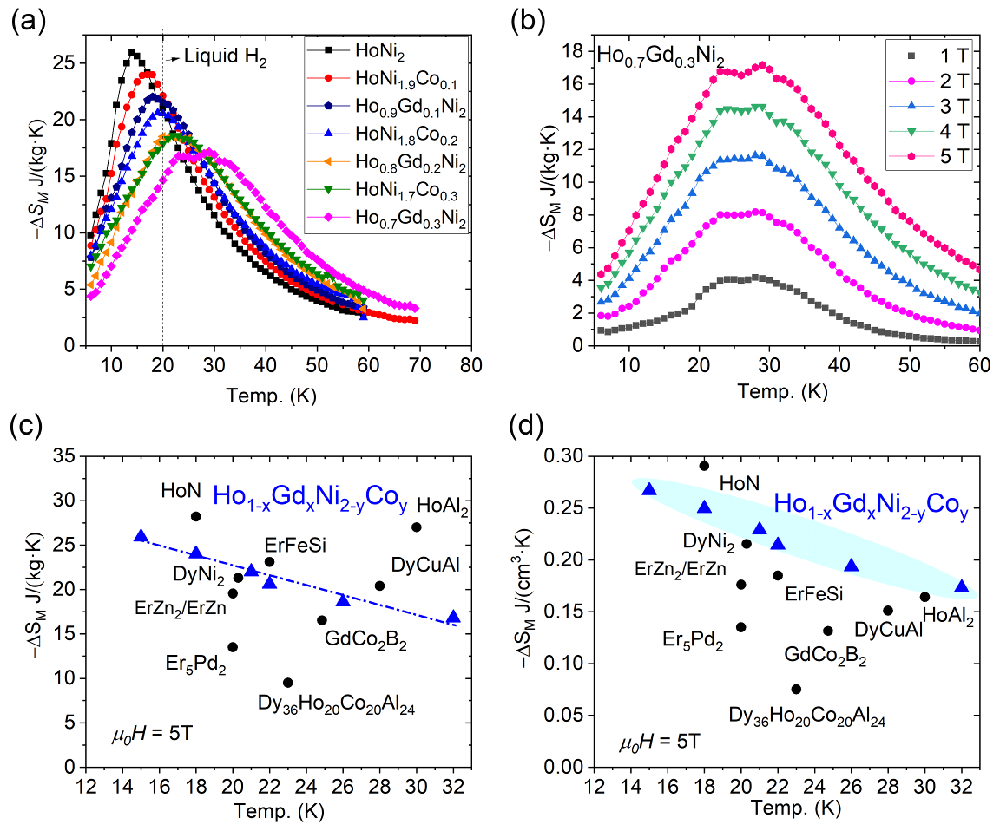 (a)
Liquid H₂
HoNi₂
HoNi₁.₉Co₀.₁
Ho₀.₉Gd₀.₁Ni₂
HoNi₁.₈Co₀.₂
Ho₀.₈Gd₀.₂Ni₂
HoNi₁.₇Co₀.₃
Ho₀.₇Gd₀.₃Ni₂
−ΔS_M J/(kg·K)
25
20
15
10
5
0
10 20 30 40 50 60 70 80
Temp. (K)
(b)
Ho₀.₇Gd₀.₃Ni₂
1 T
2 T
3 T
4 T
5 T
−ΔS_M J/(kg·K)
18
16
14
12
10
8
6
4
2
0
10 20 30 40 50 60
Temp. (K)
(c)
−ΔS_M J/(kg·K)
35
30
25
20
15
10
5
0
HoN
Ho₁₋ₓGdₓNi₂₋yCoy
HoAl₂
ErFeSi
DyNi₂
DyCuAl
ErZn₂/ErZn
GdCo₂B₂
Er₅Pd₂
Dy₃₆Ho₂₀Co₂₀Al₂₄
μ₀H = 5T
12 14 16 18 20 22 24 26 28 30 32
Temp. (K)
(d)
−ΔS_M J/(cm³·K)
0.30
0.25
0.20
0.15
0.10
0.05
0.00
HoN
Ho₁₋ₓGdₓNi₂₋yCoy
DyNi₂
ErZn₂/ErZn
ErFeSi
HoAl₂
DyCuAl
Er₅Pd₂
GdCo₂B₂
Dy₃₆Ho₂₀Co₂₀Al₂₄
μ₀H = 5T
12 14 16 18 20 22 24 26 28 30 32
Temp. (K)